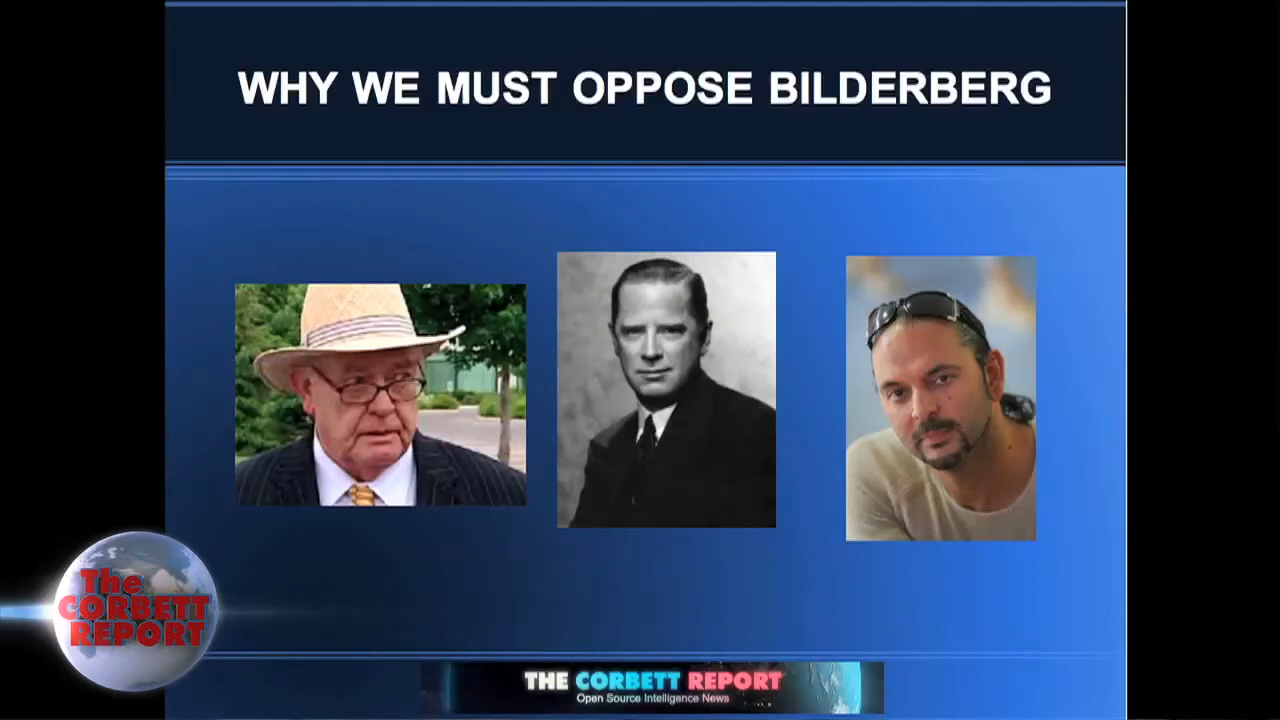 WHY WE MUST OPPOSE BILDERBERG
The
CORBETT
REPORT
THE CORBETT REPORT
Open Source Intelligence News